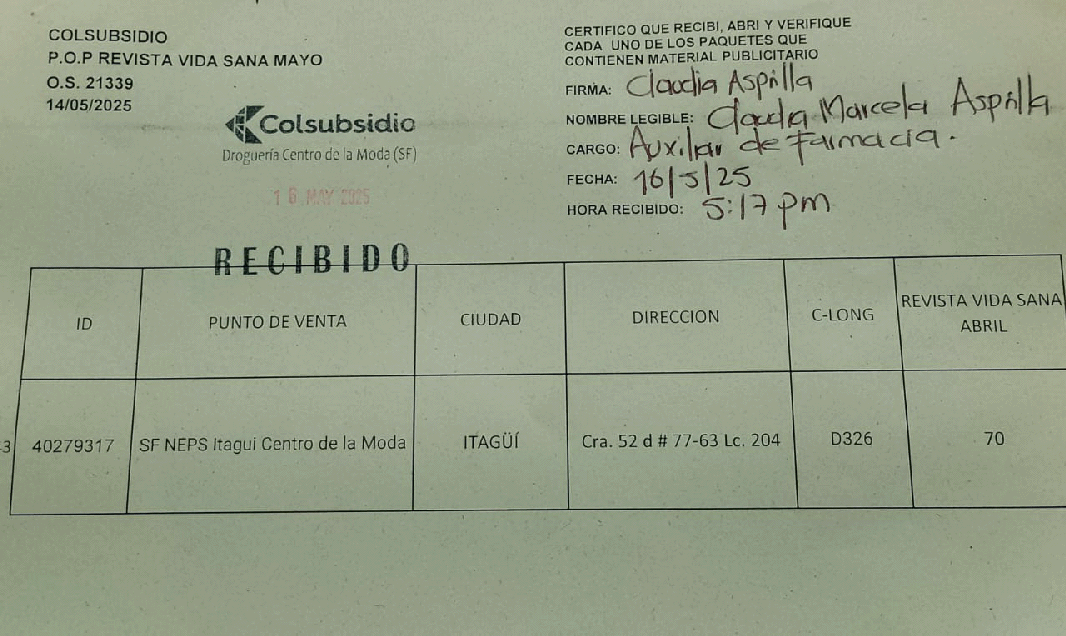 COLSUBSIDIO
P.O.P REVISTA VIDA SANA MAYO
O.S. 21339
14/05/2025
Colsubsidio
Droguería Centro de la Moda (SF)
16 MAY 2025
RECIBIDO
CERTIFICO QUE RECIBI, ABRI Y VERIFIQUE
CADA UNO DE LOS PAQUETES QUE
CONTIENEN MATERIAL PUBLICITARIO
FIRMA: Claudia Asprilla
NOMBRE LEGIBLE: Claudia Marcela Asprilla
CARGO: Auxiliar de Farmacia.
FECHA: 16/5/25
HORA RECIBIDO: 5:17 pm
ID PUNTO DE VENTA CIUDAD DIRECCION C-LONG REVISTA VIDA SANA
ABRIL
3 40279317 SF NEPS Itagui Centro de la Moda ITAGÜÍ Cra. 52 d # 77-63 Lc. 204 D326 70